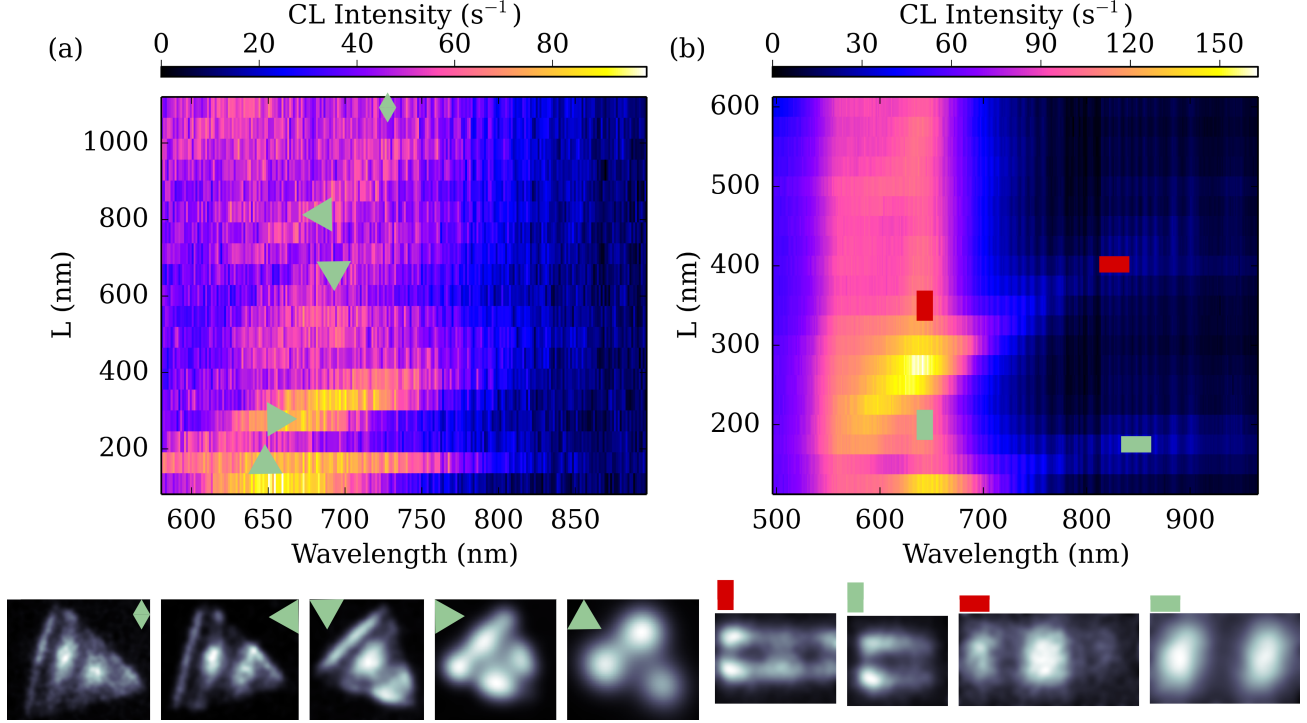 CL Intensity (s⁻¹)
(a) 0 20 40 60 80
L (nm)
1000
800
600
400
200
600 650 700 750 800 850
Wavelength (nm)
CL Intensity (s⁻¹)
(b) 0 30 60 90 120 150
L (nm)
600
500
400
300
200
500 600 700 800 900
Wavelength (nm)